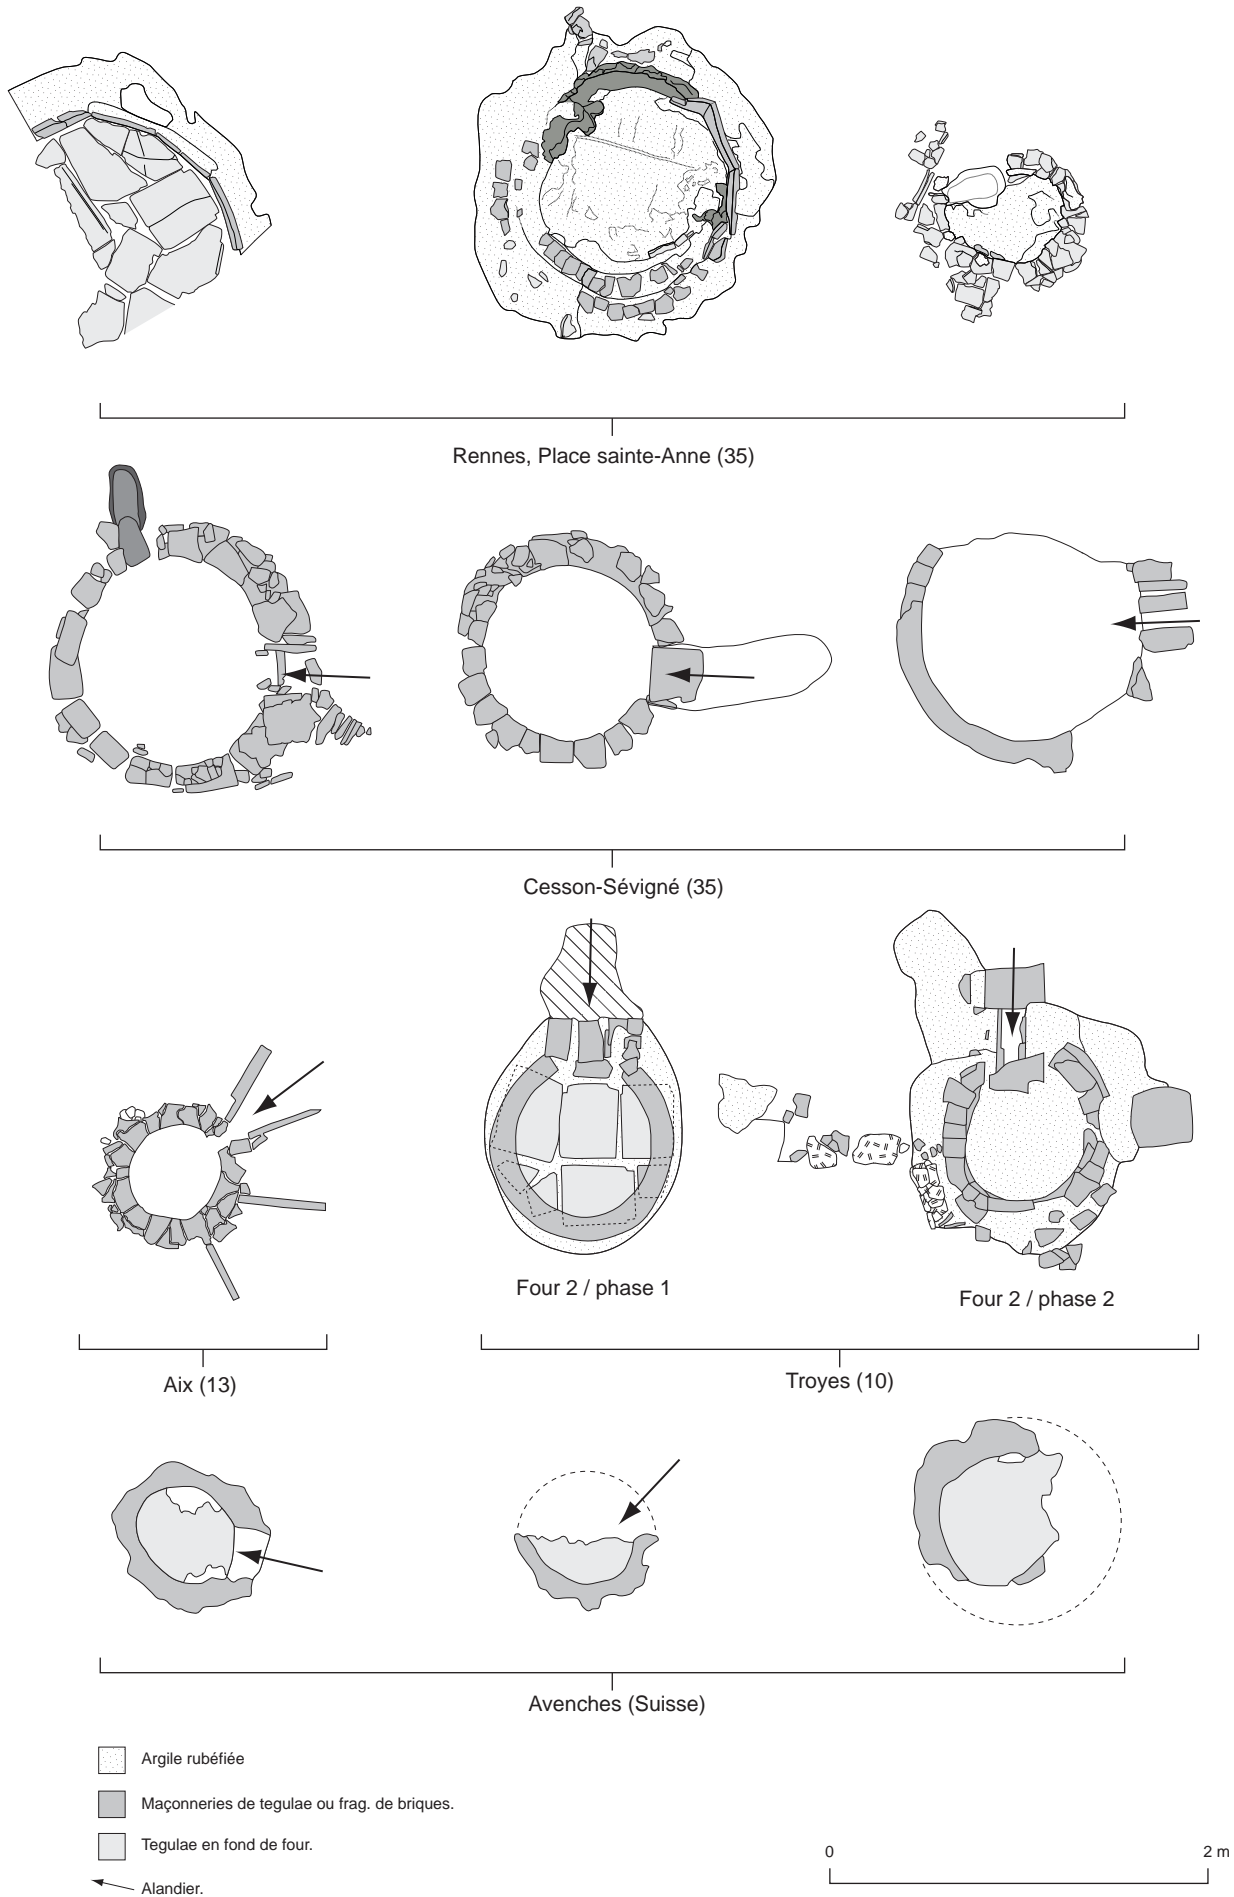 Rennes, Place sainte-Anne (35)
Cesson-Sévigné (35)
Four 2 / phase 1
Four 2 / phase 2
Aix (13)
Troyes (10)
Avenches (Suisse)
Argile rubéfiée
Maçonneries de tegulae ou frag. de briques.
Tegulae en fond de four.
Alandier.
0 2 m